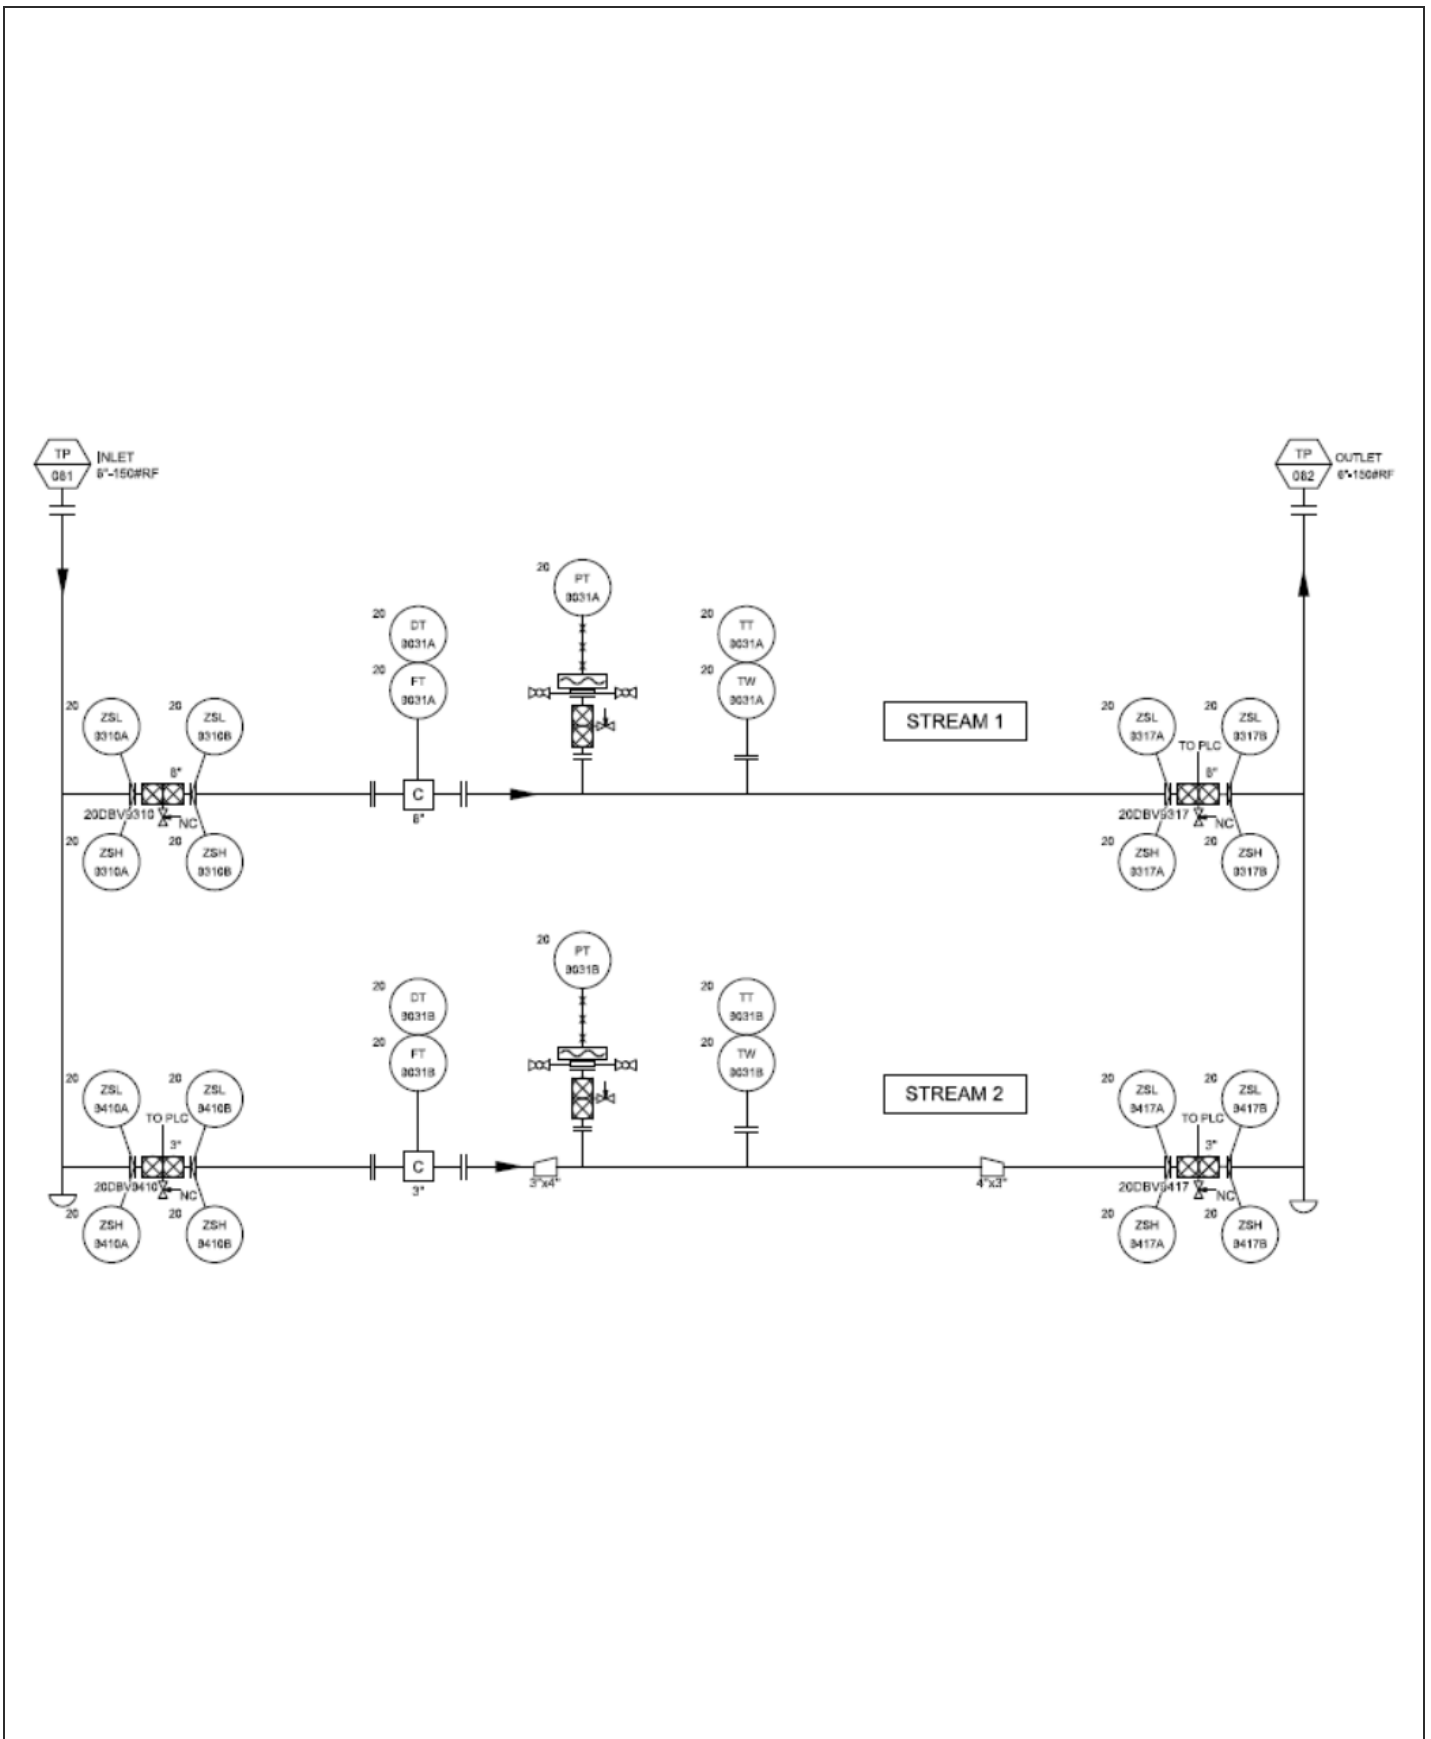 TP
081
INLET
8"-150#RF
TP
082
OUTLET
8"-150#RF
20
PT
9031A
20
DT
9031A
20
FT
9031A
20
TT
9031A
20
TW
9031A
STREAM 1
20
ZSL
9310A
20
ZSL
9310B
8"
20DBV9310
NC
20
ZSH
9310A
20
ZSH
9310B
C
8"
20
ZSL
9317A
20
ZSL
9317B
TO PLC
8"
20DBV9317
NC
20
ZSH
9317A
20
ZSH
9317B
20
PT
9031B
20
DT
9031B
20
FT
9031B
20
TT
9031B
20
TW
9031B
STREAM 2
20
ZSL
9410A
20
ZSL
9410B
TO PLC
3"
20DBV9410
NC
20
ZSH
9410A
20
ZSH
9410B
C
3"
3"x4"
4"x3"
20
ZSL
9417A
20
ZSL
9417B
TO PLC
3"
20DBV9417
NC
20
ZSH
9417A
20
ZSH
9417B